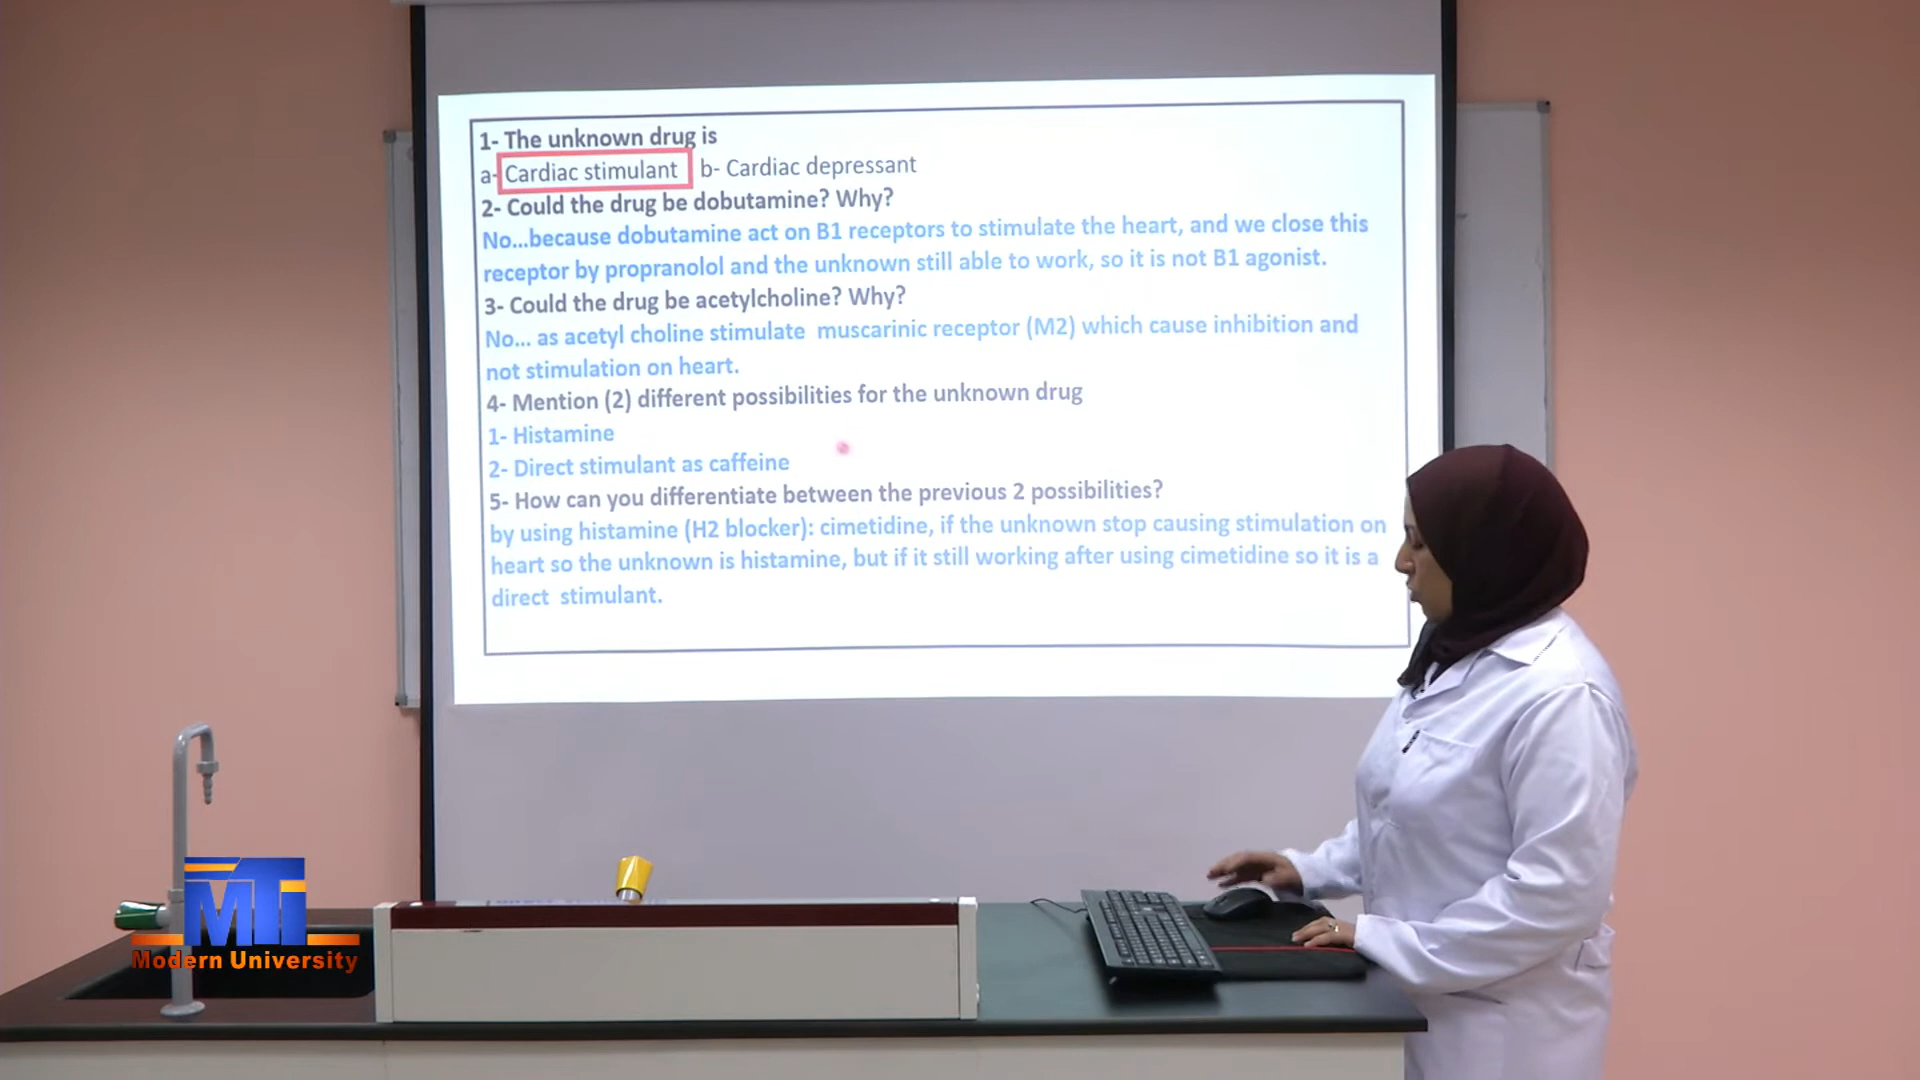 1- The unknown drug is
a- Cardiac stimulant b- Cardiac depressant
2- Could the drug be dobutamine? Why?
No...because dobutamine act on B1 receptors to stimulate the heart, and we close this
receptor by propranolol and the unknown still able to work, so it is not B1 agonist.
3- Could the drug be acetylcholine? Why?
No... as acetyl choline stimulate muscarinic receptor (M2) which cause inhibition and
not stimulation on heart.
4- Mention (2) different possibilities for the unknown drug
1- Histamine
2- Direct stimulant as caffeine
5- How can you differentiate between the previous 2 possibilities?
by using histamine (H2 blocker): cimetidine, if the unknown stop causing stimulation on
heart so the unknown is histamine, but if it still working after using cimetidine so it is a
direct stimulant.
MTi
Modern University